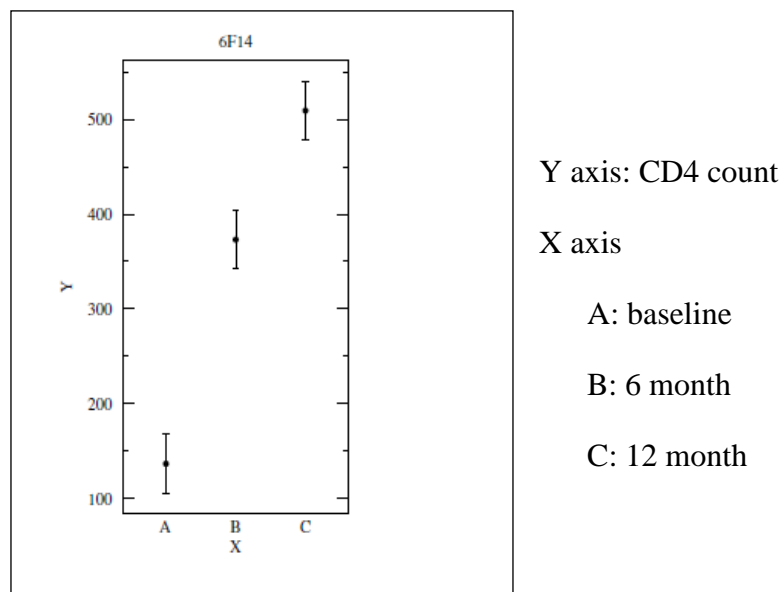 6F14
500
400
300
200
100
Y
A B C
X
Y axis: CD4 count
X axis
A: baseline
B: 6 month
C: 12 month